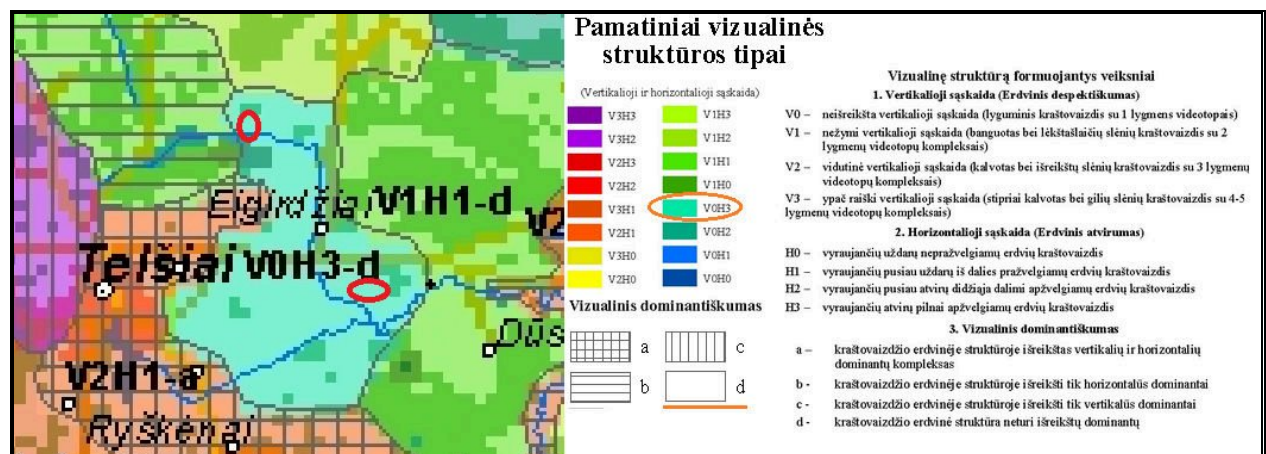 Eigirdžiai
V1H1-d
V2
Telšiai
V0H3-d
Dūs
V2H1-a
Ryškėnai
Pamatiniai vizualinės
struktūros tipai
(Vertikalioji ir horizontalioji sąskaida)
V3H3 V1H3
V3H2 V1H2
V2H3 V1H1
V2H2 V1H0
V3H1 V0H3
V2H1 V0H2
V3H0 V0H1
V2H0 V0H0
Vizualinis dominantiškumas
a c
b d
Vizualinę struktūrą formuojantys veiksniai
1. Vertikalioji sąskaida (Erdvinis despektiškumas)
V0 – neišreikšta vertikalioji sąskaida (lyguminis kraštovaizdis su 1 lygmens videotopais)
V1 – nežymi vertikalioji sąskaida (banguotas bei lėkštašlaičių slėnių kraštovaizdis su 2
lygmenų videotopų kompleksais)
V2 – vidutinė vertikalioji sąskaida (kalvotas bei išreikštų slėnių kraštovaizdis su 3 lygmenų
videotopų kompleksais)
V3 – ypač raiški vertikalioji sąskaida (stipriai kalvotas bei gilių slėnių kraštovaizdis su 4-5
lygmenų videotopų kompleksais)
2. Horizontalioji sąskaida (Erdvinis atvirumas)
H0 – vyraujančių uždarų nepražvelgiamų erdvių kraštovaizdis
H1 – vyraujančių pusiau uždarų iš dalies pražvelgiamų erdvių kraštovaizdis
H2 – vyraujančių pusiau atvirų didžiąja dalimi apžvelgiamų erdvių kraštovaizdis
H3 – vyraujančių atvirų pilnai apžvelgiamų erdvių kraštovaizdis
3. Vizualinis dominantiškumas
a – kraštovaizdžio erdvinėje struktūroje išreikštas vertikalių ir horizontalių
dominantų kompleksas
b - kraštovaizdžio erdvinėje struktūroje išreikšti tik horizontalūs dominantai
c - kraštovaizdžio erdvinėje struktūroje išreikšti tik vertikalūs dominantai
d - kraštovaizdžio erdvinė struktūra neturi išreikštų dominantų